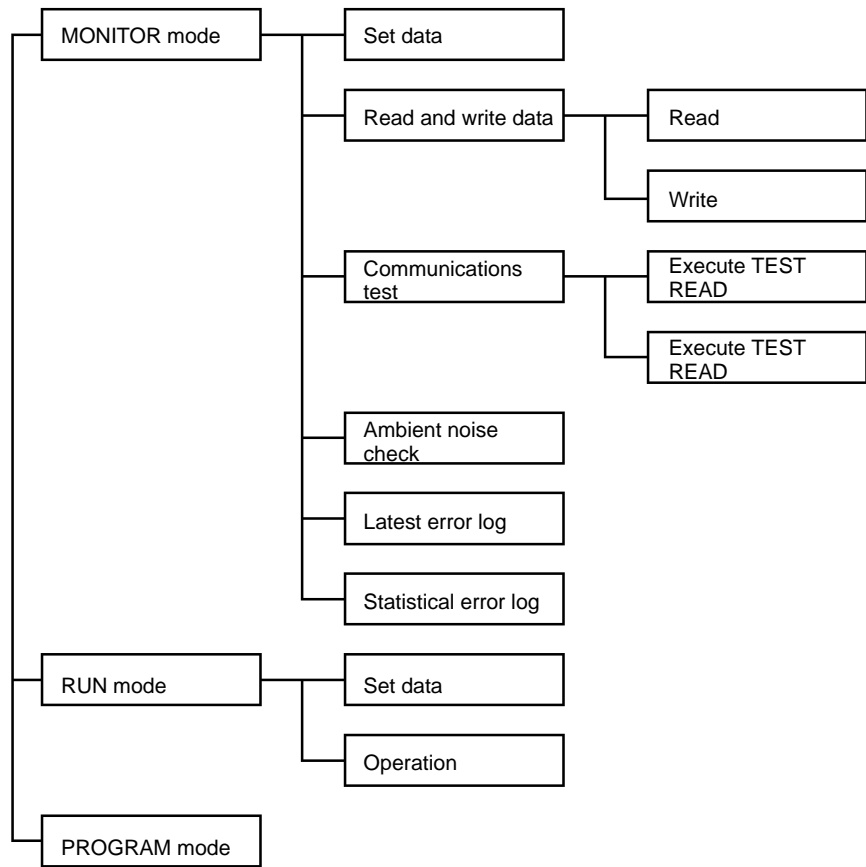 MONITOR mode
Set data
Read and write data
Read
Write
Communications
test
Execute TEST
READ
Execute TEST
READ
Ambient noise
check
Latest error log
Statistical error log
RUN mode
Set data
Operation
PROGRAM mode